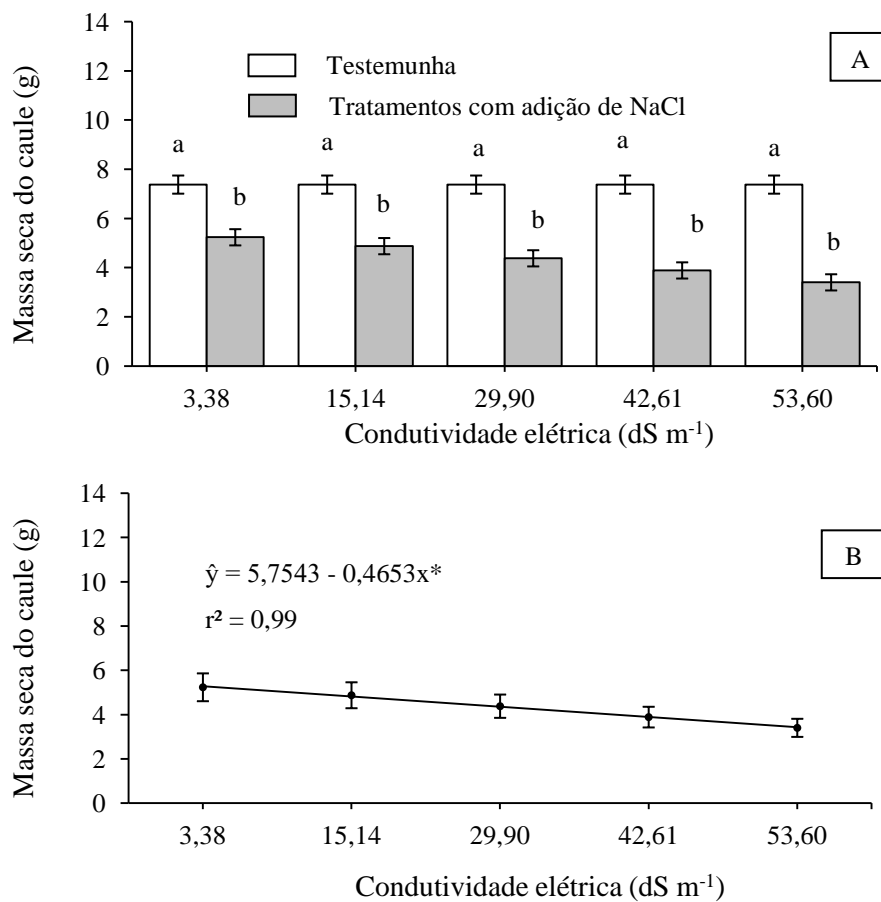 14
12
10
8
6
4
2
0
Massa seca do caule (g)
A
Testemunha
Tratamentos com adição de NaCl
a
a
a
a
a
b
b
b
b
b
3,38
15,14
29,90
42,61
53,60
Condutividade elétrica (dS m⁻¹)
14
12
10
8
6
4
2
0
Massa seca do caule (g)
B
ŷ = 5,7543 - 0,4653x*
r² = 0,99
3,38
15,14
29,90
42,61
53,60
Condutividade elétrica (dS m⁻¹)